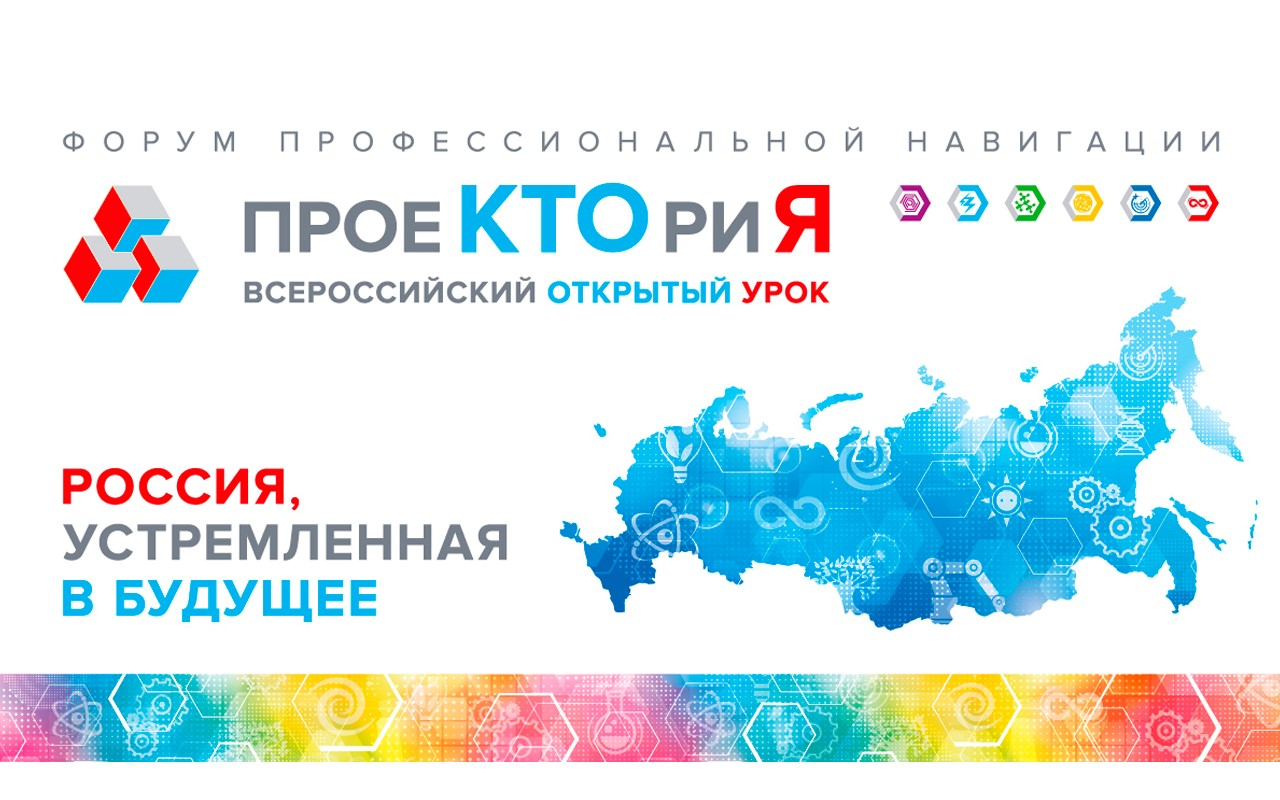 ФОРУМ ПРОФЕССИОНАЛЬНОЙ НАВИГАЦИИ
ПРОЕКТОРИЯ
ВСЕРОССИЙСКИЙ ОТКРЫТЫЙ УРОК
РОССИЯ,
УСТРЕМЛЕННАЯ
В БУДУЩЕЕ